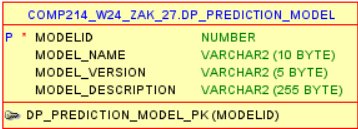 COMP214_W24_ZAK_27.DP_PREDICTION_MODEL
P * MODELID NUMBER
MODEL_NAME VARCHAR2 (10 BYTE)
MODEL_VERSION VARCHAR2 (5 BYTE)
MODEL_DESCRIPTION VARCHAR2 (255 BYTE)
DP_PREDICTION_MODEL_PK (MODELID)